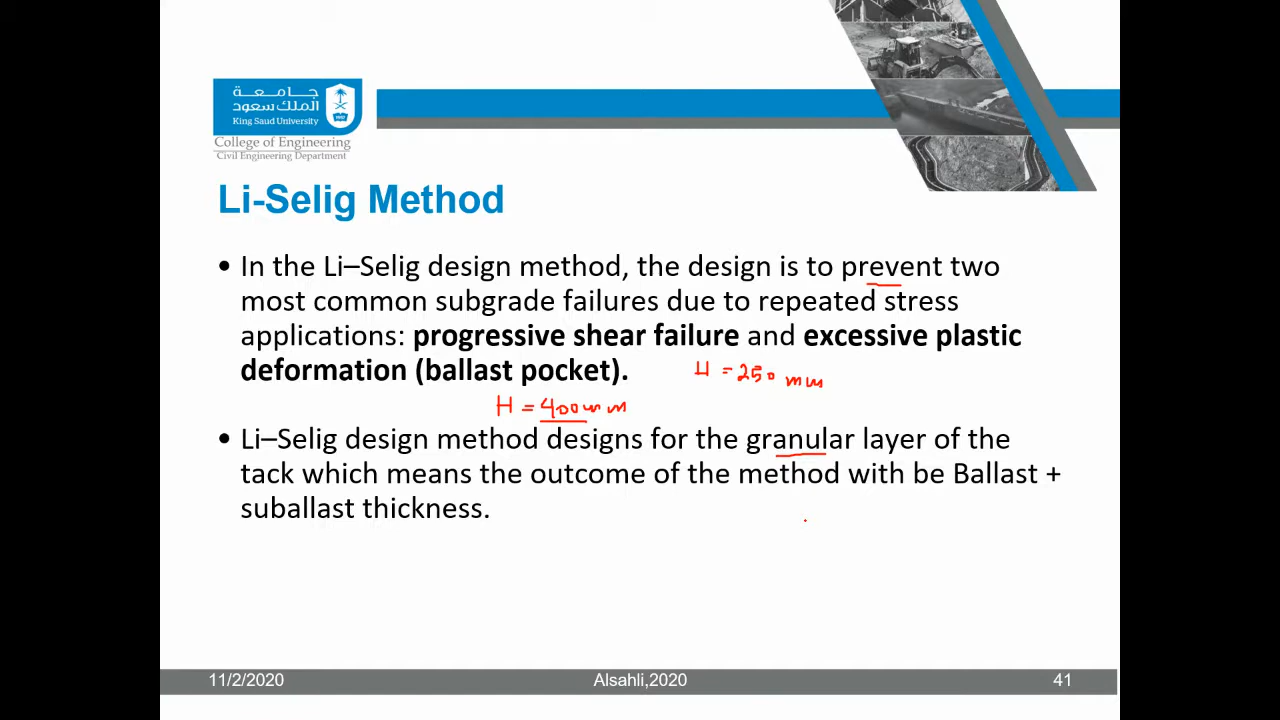 جـامـعـة
الملك سعود
King Saud University
College of Engineering
Civil Engineering Department
Li-Selig Method
• In the Li–Selig design method, the design is to prevent two
most common subgrade failures due to repeated stress
applications: progressive shear failure and excessive plastic
deformation (ballast pocket).
H = 250 mm
H = 400 mm
• Li–Selig design method designs for the granular layer of the
tack which means the outcome of the method with be Ballast +
suballast thickness.
11/2/2020
Alsahli,2020
41